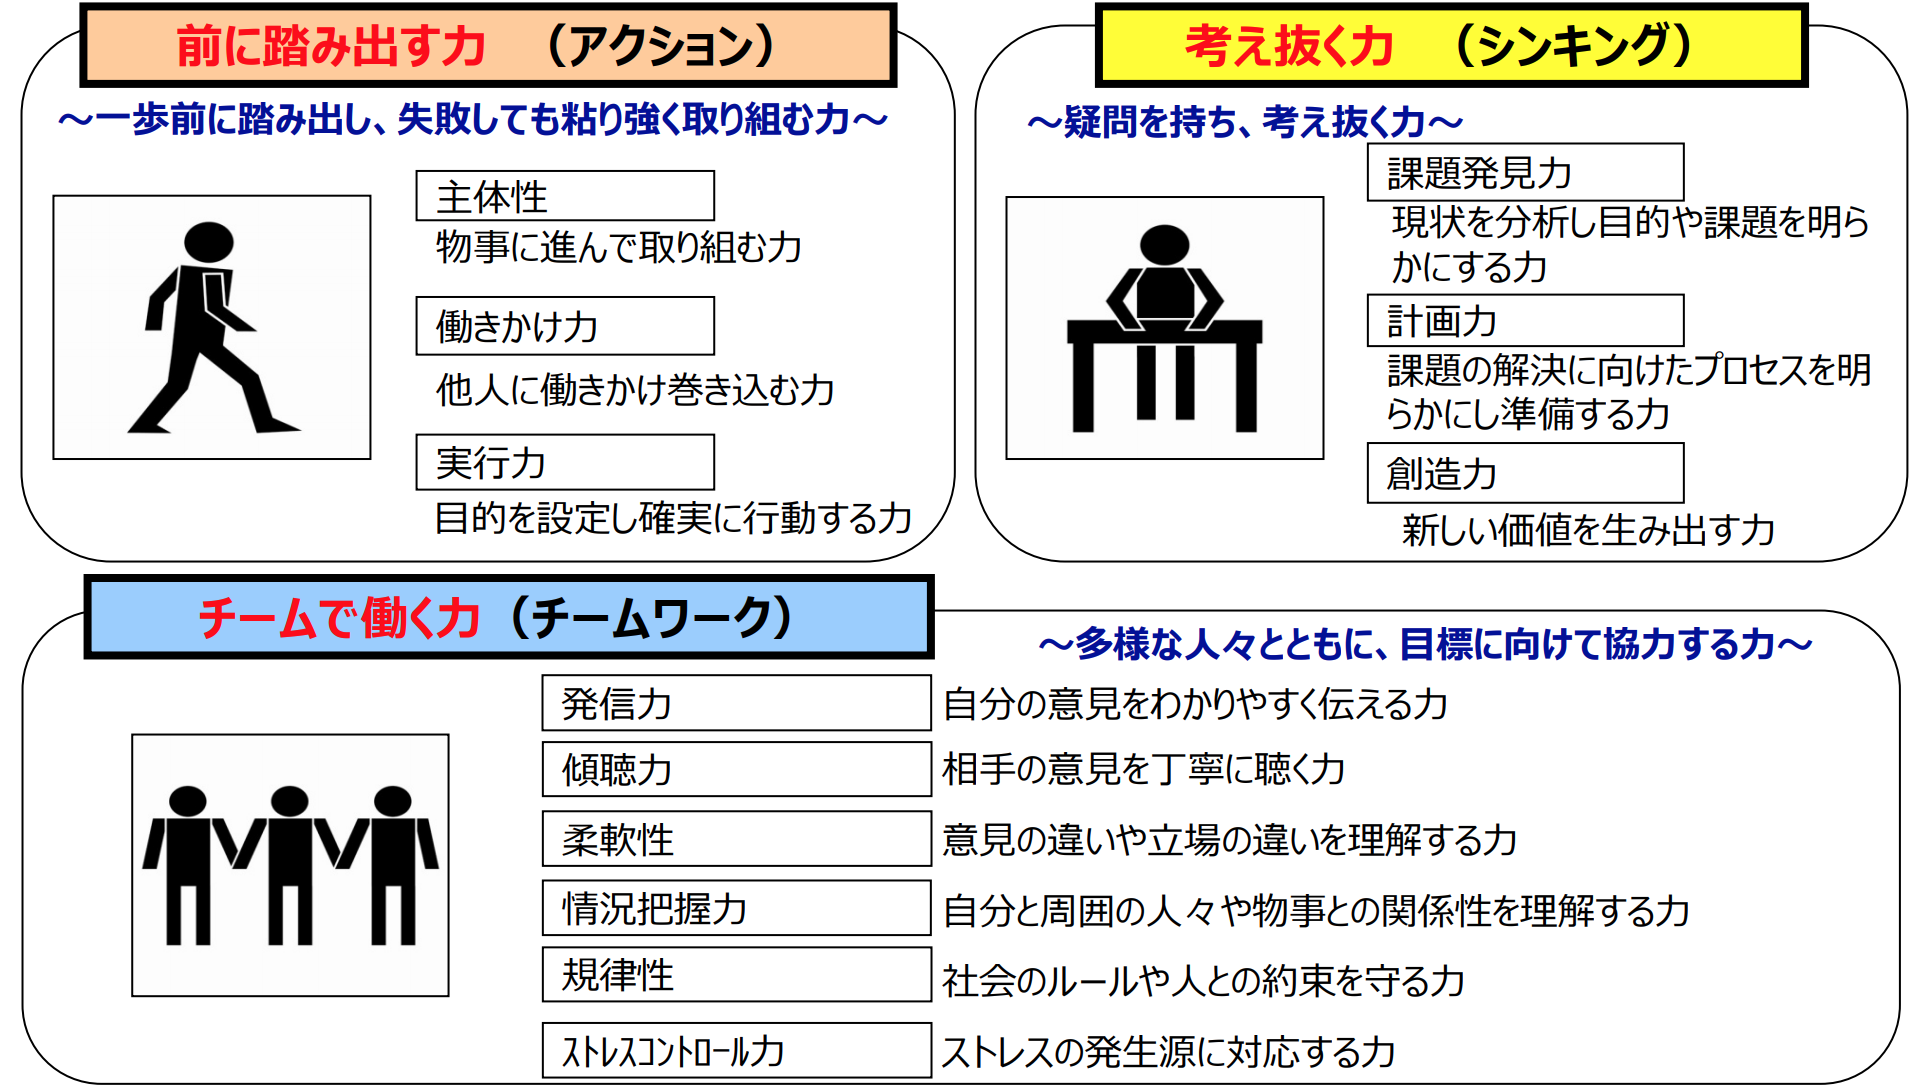 前に踏み出す力　（アクション）
～一歩前に踏み出し、失敗しても粘り強く取り組む力～
主体性
物事に進んで取り組む力
働きかけ力
他人に働きかけ巻き込む力
実行力
目的を設定し確実に行動する力
考え抜く力　（シンキング）
～疑問を持ち、考え抜く力～
課題発見力
現状を分析し目的や課題を明ら
かにする力
計画力
課題の解決に向けたプロセスを明
らかにし準備する力
創造力
新しい価値を生み出す力
チームで働く力（チームワーク）
～多様な人々とともに、目標に向けて協力する力～
発信力　自分の意見をわかりやすく伝える力
傾聴力　相手の意見を丁寧に聴く力
柔軟性　意見の違いや立場の違いを理解する力
情況把握力　自分と周囲の人々や物事との関係性を理解する力
規律性　社会のルールや人との約束を守る力
ｽﾄﾚｽｺﾝﾄﾛｰﾙ力　ストレスの発生源に対応する力